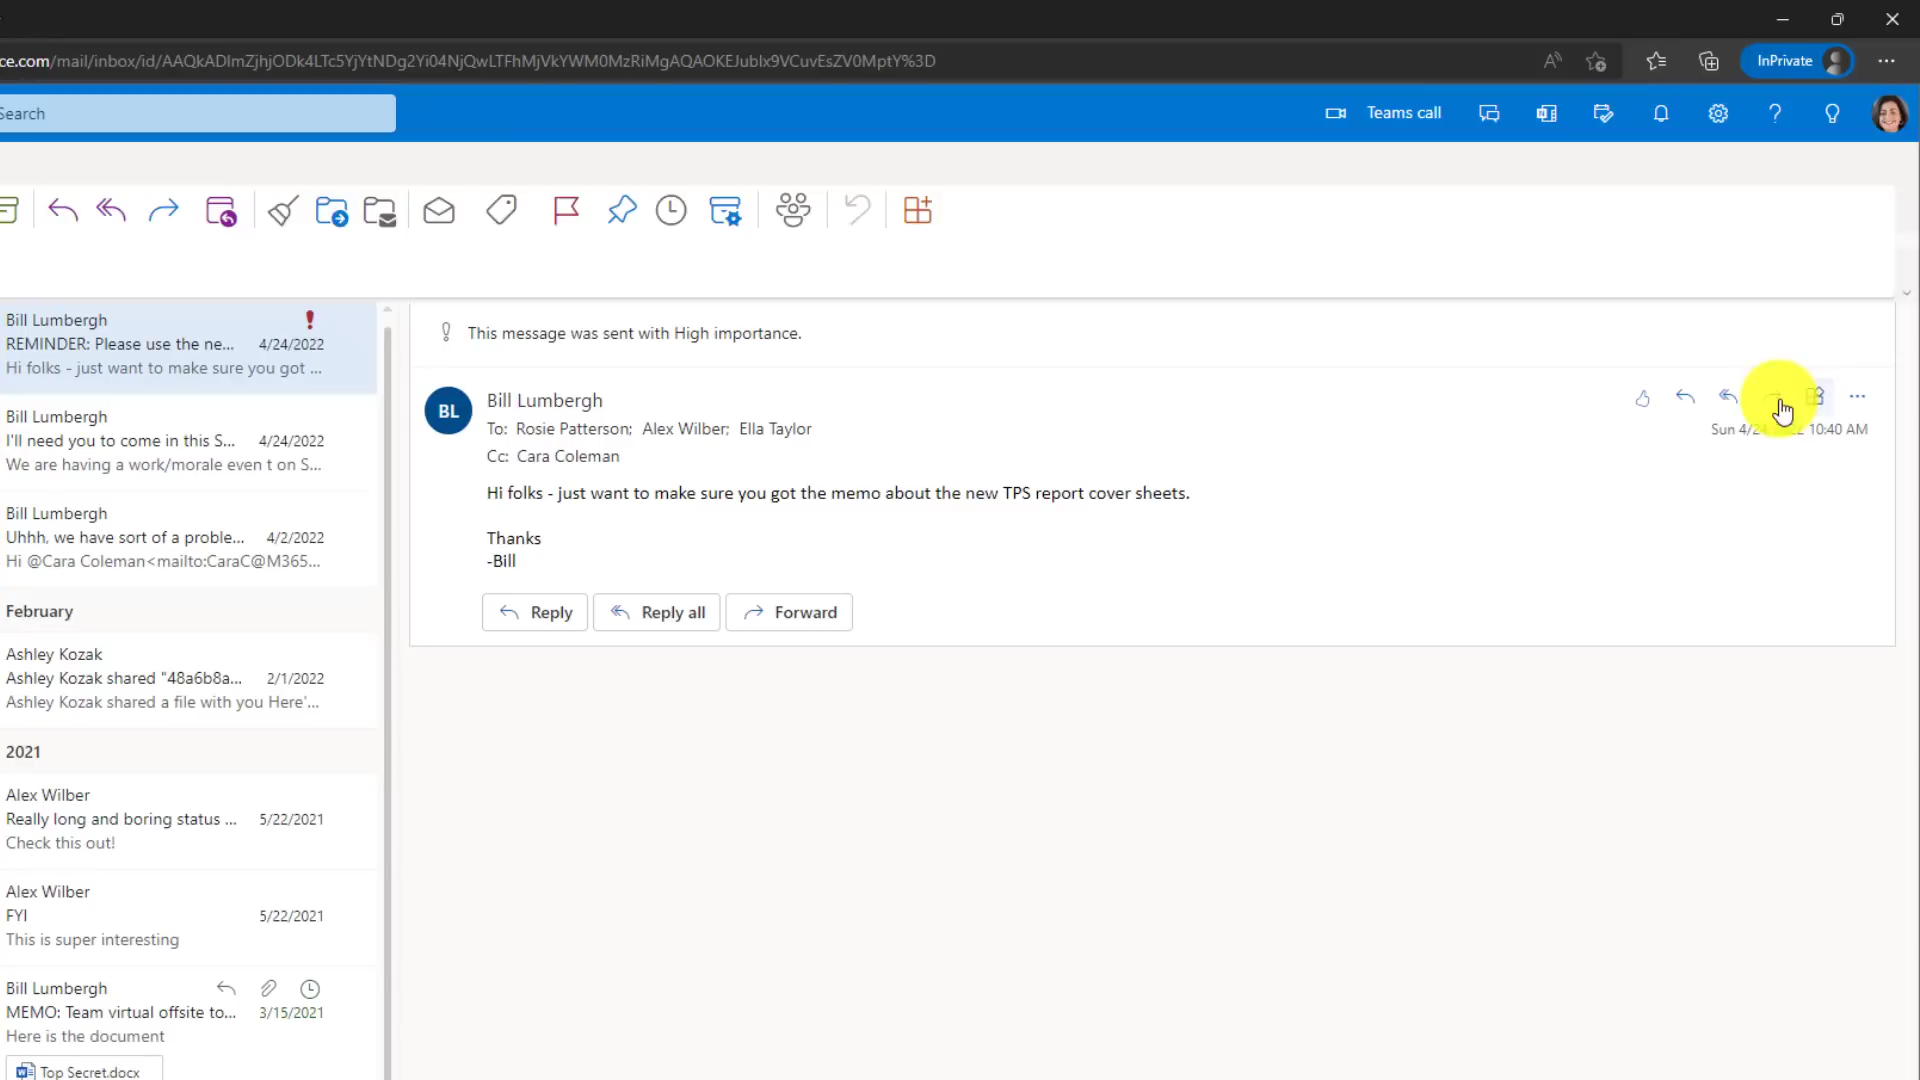 ce.com/mail/inbox/id/AAQkADlmZjhjODk4LTc5YjYtNDg2Yi04NjQwLTFhMjVkYWM0MzRiMgAQAOKEJublx9VCuvEsZV0MptY%3D
InPrivate
Search
Teams call
Bill Lumbergh
REMINDER: Please use the ne... 4/24/2022
Hi folks - just want to make sure you got ...
Bill Lumbergh
I'll need you to come in this S... 4/24/2022
We are having a work/morale even t on S...
Bill Lumbergh
Uhhh, we have sort of a proble... 4/2/2022
Hi @Cara Coleman<mailto:CaraC@M365...
February
Ashley Kozak
Ashley Kozak shared "48a6b8a... 2/1/2022
Ashley Kozak shared a file with you Here'...
2021
Alex Wilber
Really long and boring status ... 5/22/2021
Check this out!
Alex Wilber
FYI 5/22/2021
This is super interesting
Bill Lumbergh
MEMO: Team virtual offsite to... 3/15/2021
Here is the document
Top Secret.docx
This message was sent with High importance.
BL
Bill Lumbergh
To: Rosie Patterson; Alex Wilber; Ella Taylor
Sun 4/24 10:40 AM
Cc: Cara Coleman
Hi folks - just want to make sure you got the memo about the new TPS report cover sheets.
Thanks
-Bill
Reply Reply all Forward